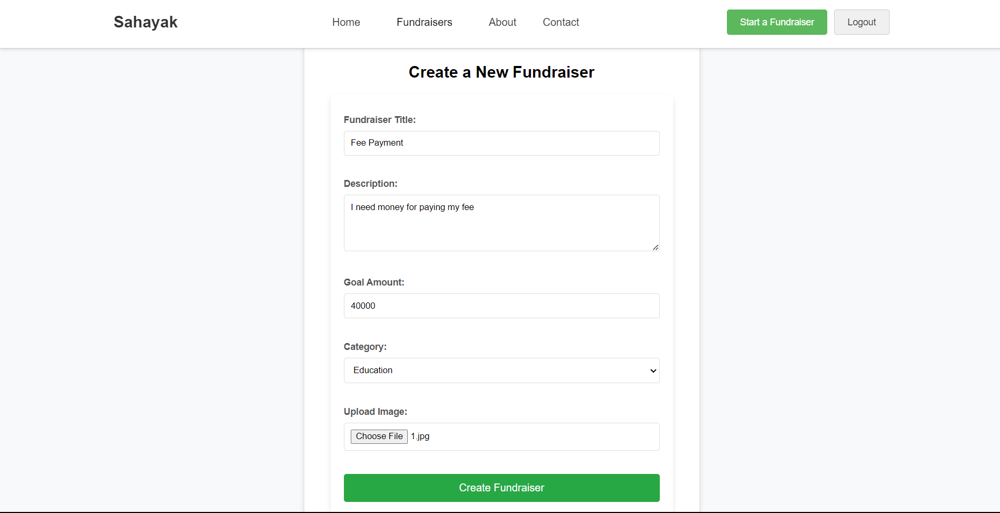 Sahayak
Home Fundraisers About Contact
Start a Fundraiser Logout
Create a New Fundraiser
Fundraiser Title:
Fee Payment
Description:
I need money for paying my fee
Goal Amount:
40000
Category:
Education
Upload Image:
Choose File 1.jpg
Create Fundraiser